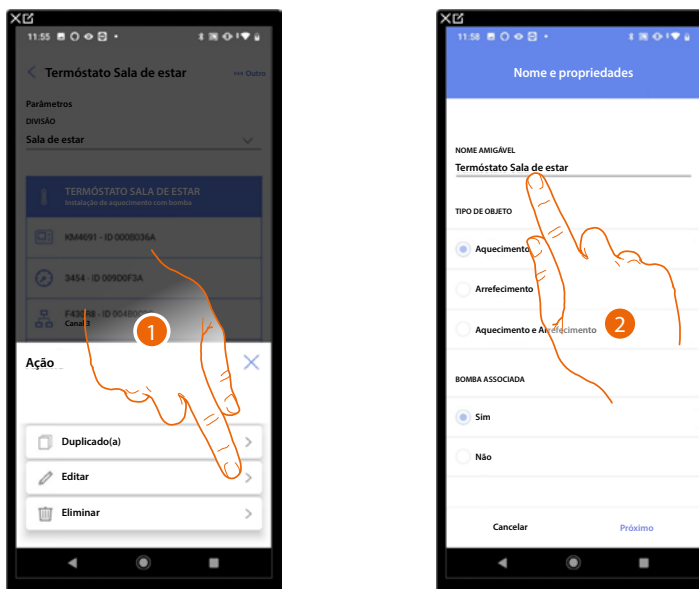 11:55
Termóstato Sala de estar
Outro
Parâmetros
DIVISÃO
Sala de estar
TERMÓSTATO SALA DE ESTAR
Instalação de aquecimento com bomba
KM4691 - ID 000B036A
3454 - ID 009D0F3A
Canal 3
1
Ação
Duplicado(a)
Editar
Eliminar
11:58
Nome e propriedades
NOME AMIGÁVEL
Termóstato Sala de estar
TIPO DE OBJETO
Aquecimento
Arrefecimento
Aquecimento e Arrefecimento
2
BOMBA ASSOCIADA
Sim
Não
Cancelar
Próximo